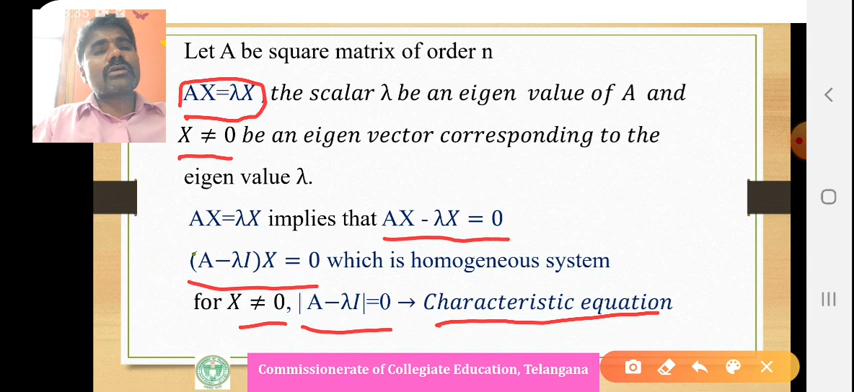 Let A be square matrix of order n
AX=λX, the scalar λ be an eigen value of A and
X ≠ 0 be an eigen vector corresponding to the
eigen value λ.
AX=λX implies that AX - λX = 0
(A−λI)X = 0 which is homogeneous system
for X ≠ 0, | A−λI|=0 → Characteristic equation
Commissionerate of Collegiate Education, Telangana